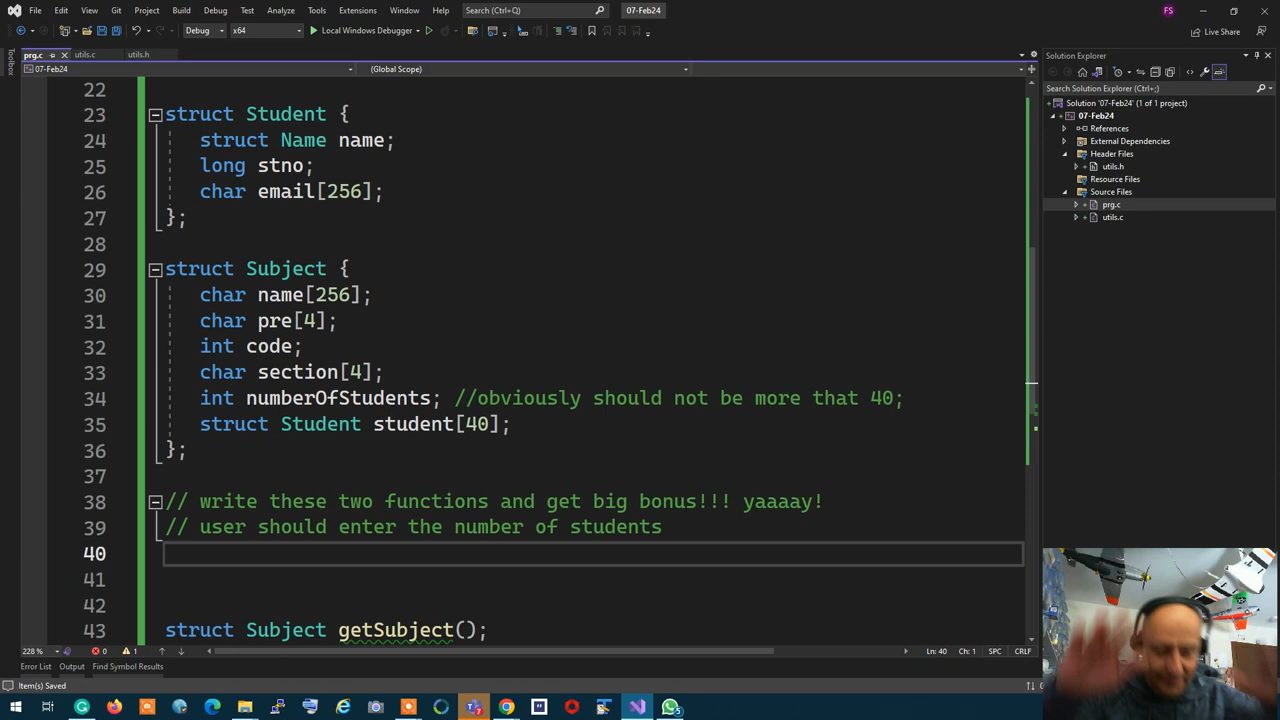 File Edit View Git Project Build Debug Test Analyze Tools Extensions Window Help Search (Ctrl+Q) 07-Feb24 FS
Debug x64 Local Windows Debugger Live Share
prg.c utils.c utils.h
Toolbox
07-Feb24 (Global Scope)
22
23 struct Student {
24 struct Name name;
25 long stno;
26 char email[256];
27 };
28
29 struct Subject {
30 char name[256];
31 char pre[4];
32 int code;
33 char section[4];
34 int numberOfStudents; //obviously should not be more that 40;
35 struct Student student[40];
36 };
37
38 // write these two functions and get big bonus!!! yaaaay!
39 // user should enter the number of students
40
41
42
43 struct Subject getSubject();
228 % 0 1 Ln: 40 Ch: 1 SPC CRLF
Error List Output Find Symbol Results
Item(s) Saved
Solution Explorer
Search Solution Explorer (Ctrl+;)
Solution '07-Feb24' (1 of 1 project)
07-Feb24
References
External Dependencies
Header Files
utils.h
Resource Files
Source Files
prg.c
utils.c